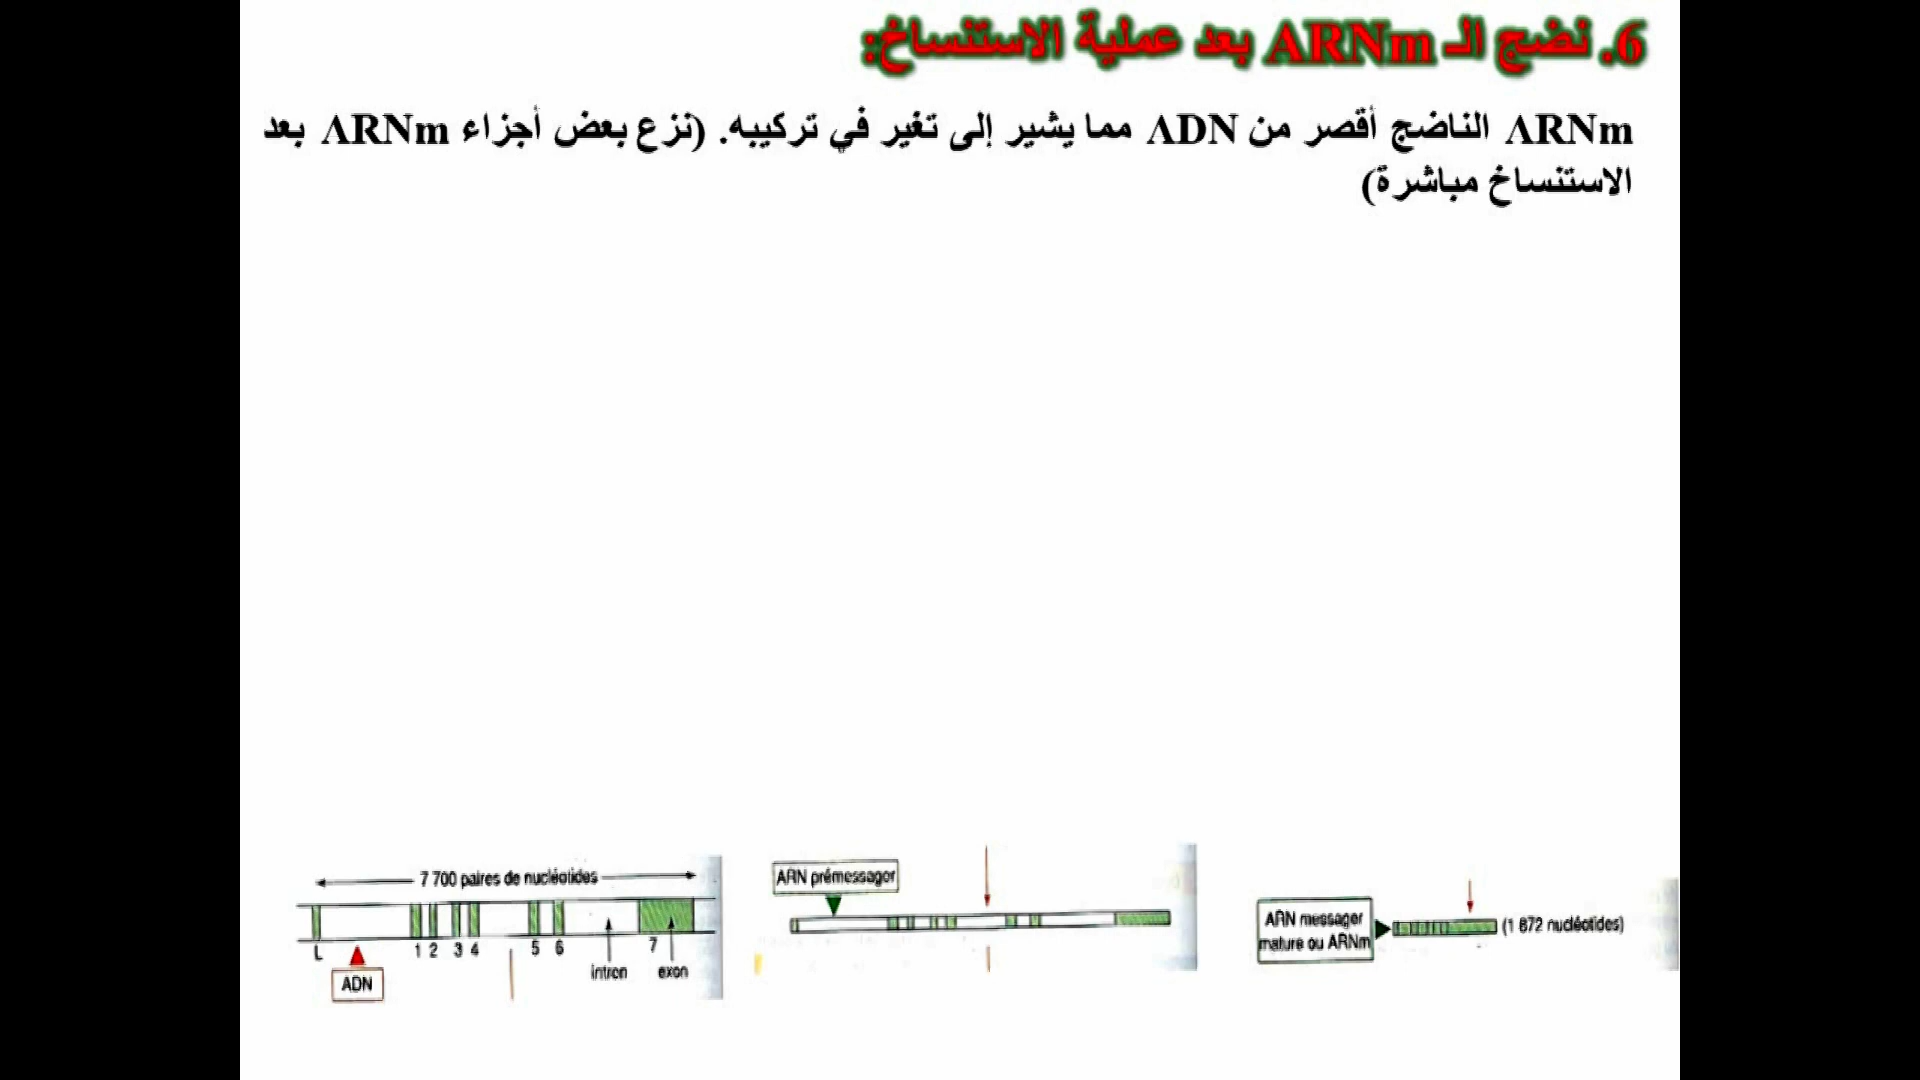 6. نضج الـ ARNm بعد عملية الاستنساخ:
ARNm الناضج أقصر من ADN مما يشير إلى تغير في تركيبه. (نزع بعض أجزاء ARNm بعد
الاستنساخ مباشرة)
7 700 paires de nucléotides
L 1 2 3 4 5 6 7
intron exon
ADN
ARN prémessager
ARN messager
mature ou ARNm
(1 872 nucléotides)